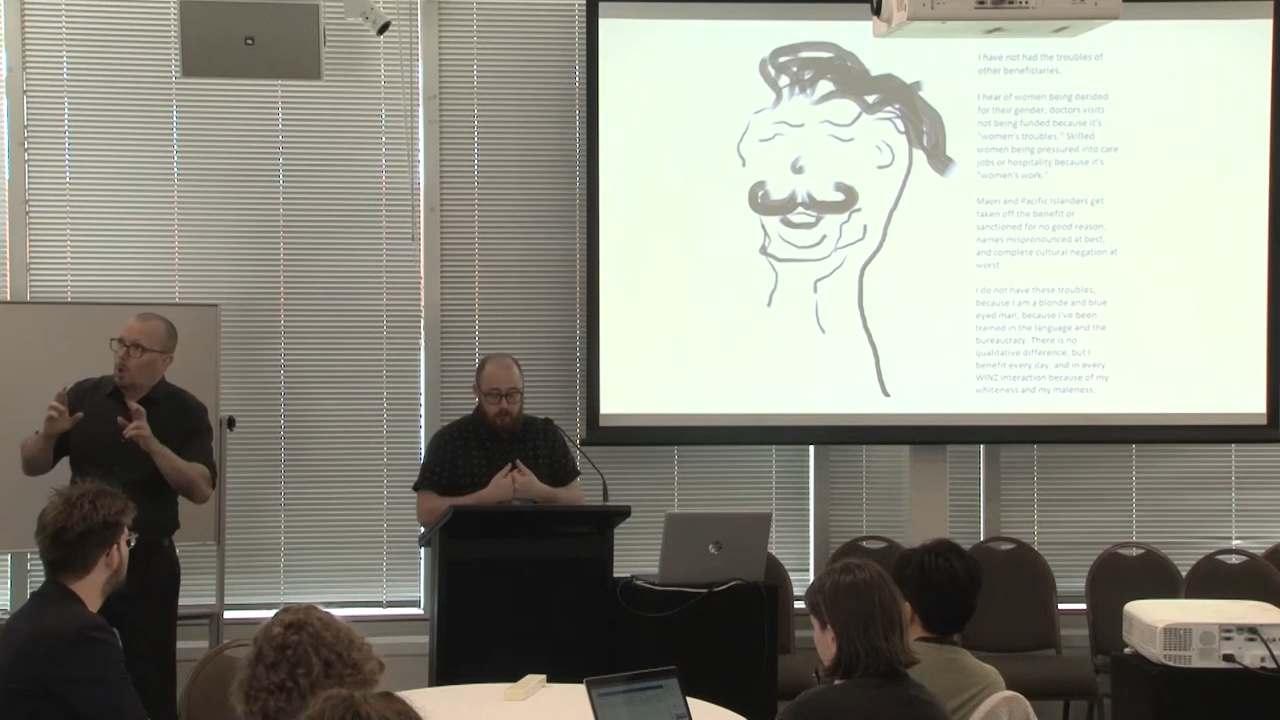 I have not had the troubles of
other beneficiaries.
I hear of women being derided
for their gender, doctors visits
not being funded because it's
"women's troubles." Skilled
women being pressured into care
jobs or hospitality because it's
"women's work."
Maori and Pacific Islanders get
taken off the benefit or
sanctioned for no good reason,
names mispronounced at best,
and complete cultural negation at
worst.
I do not have these troubles,
because I am a blonde and blue
eyed man, because I've been
trained in the language and the
bureaucracy. There is no
qualitative difference, but I
benefit every day, and in every
WINZ interaction because of my
whiteness and my maleness.